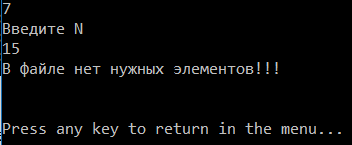 7
Введите N
15
В файле нет нужных элементов!!!
Press any key to return in the menu...